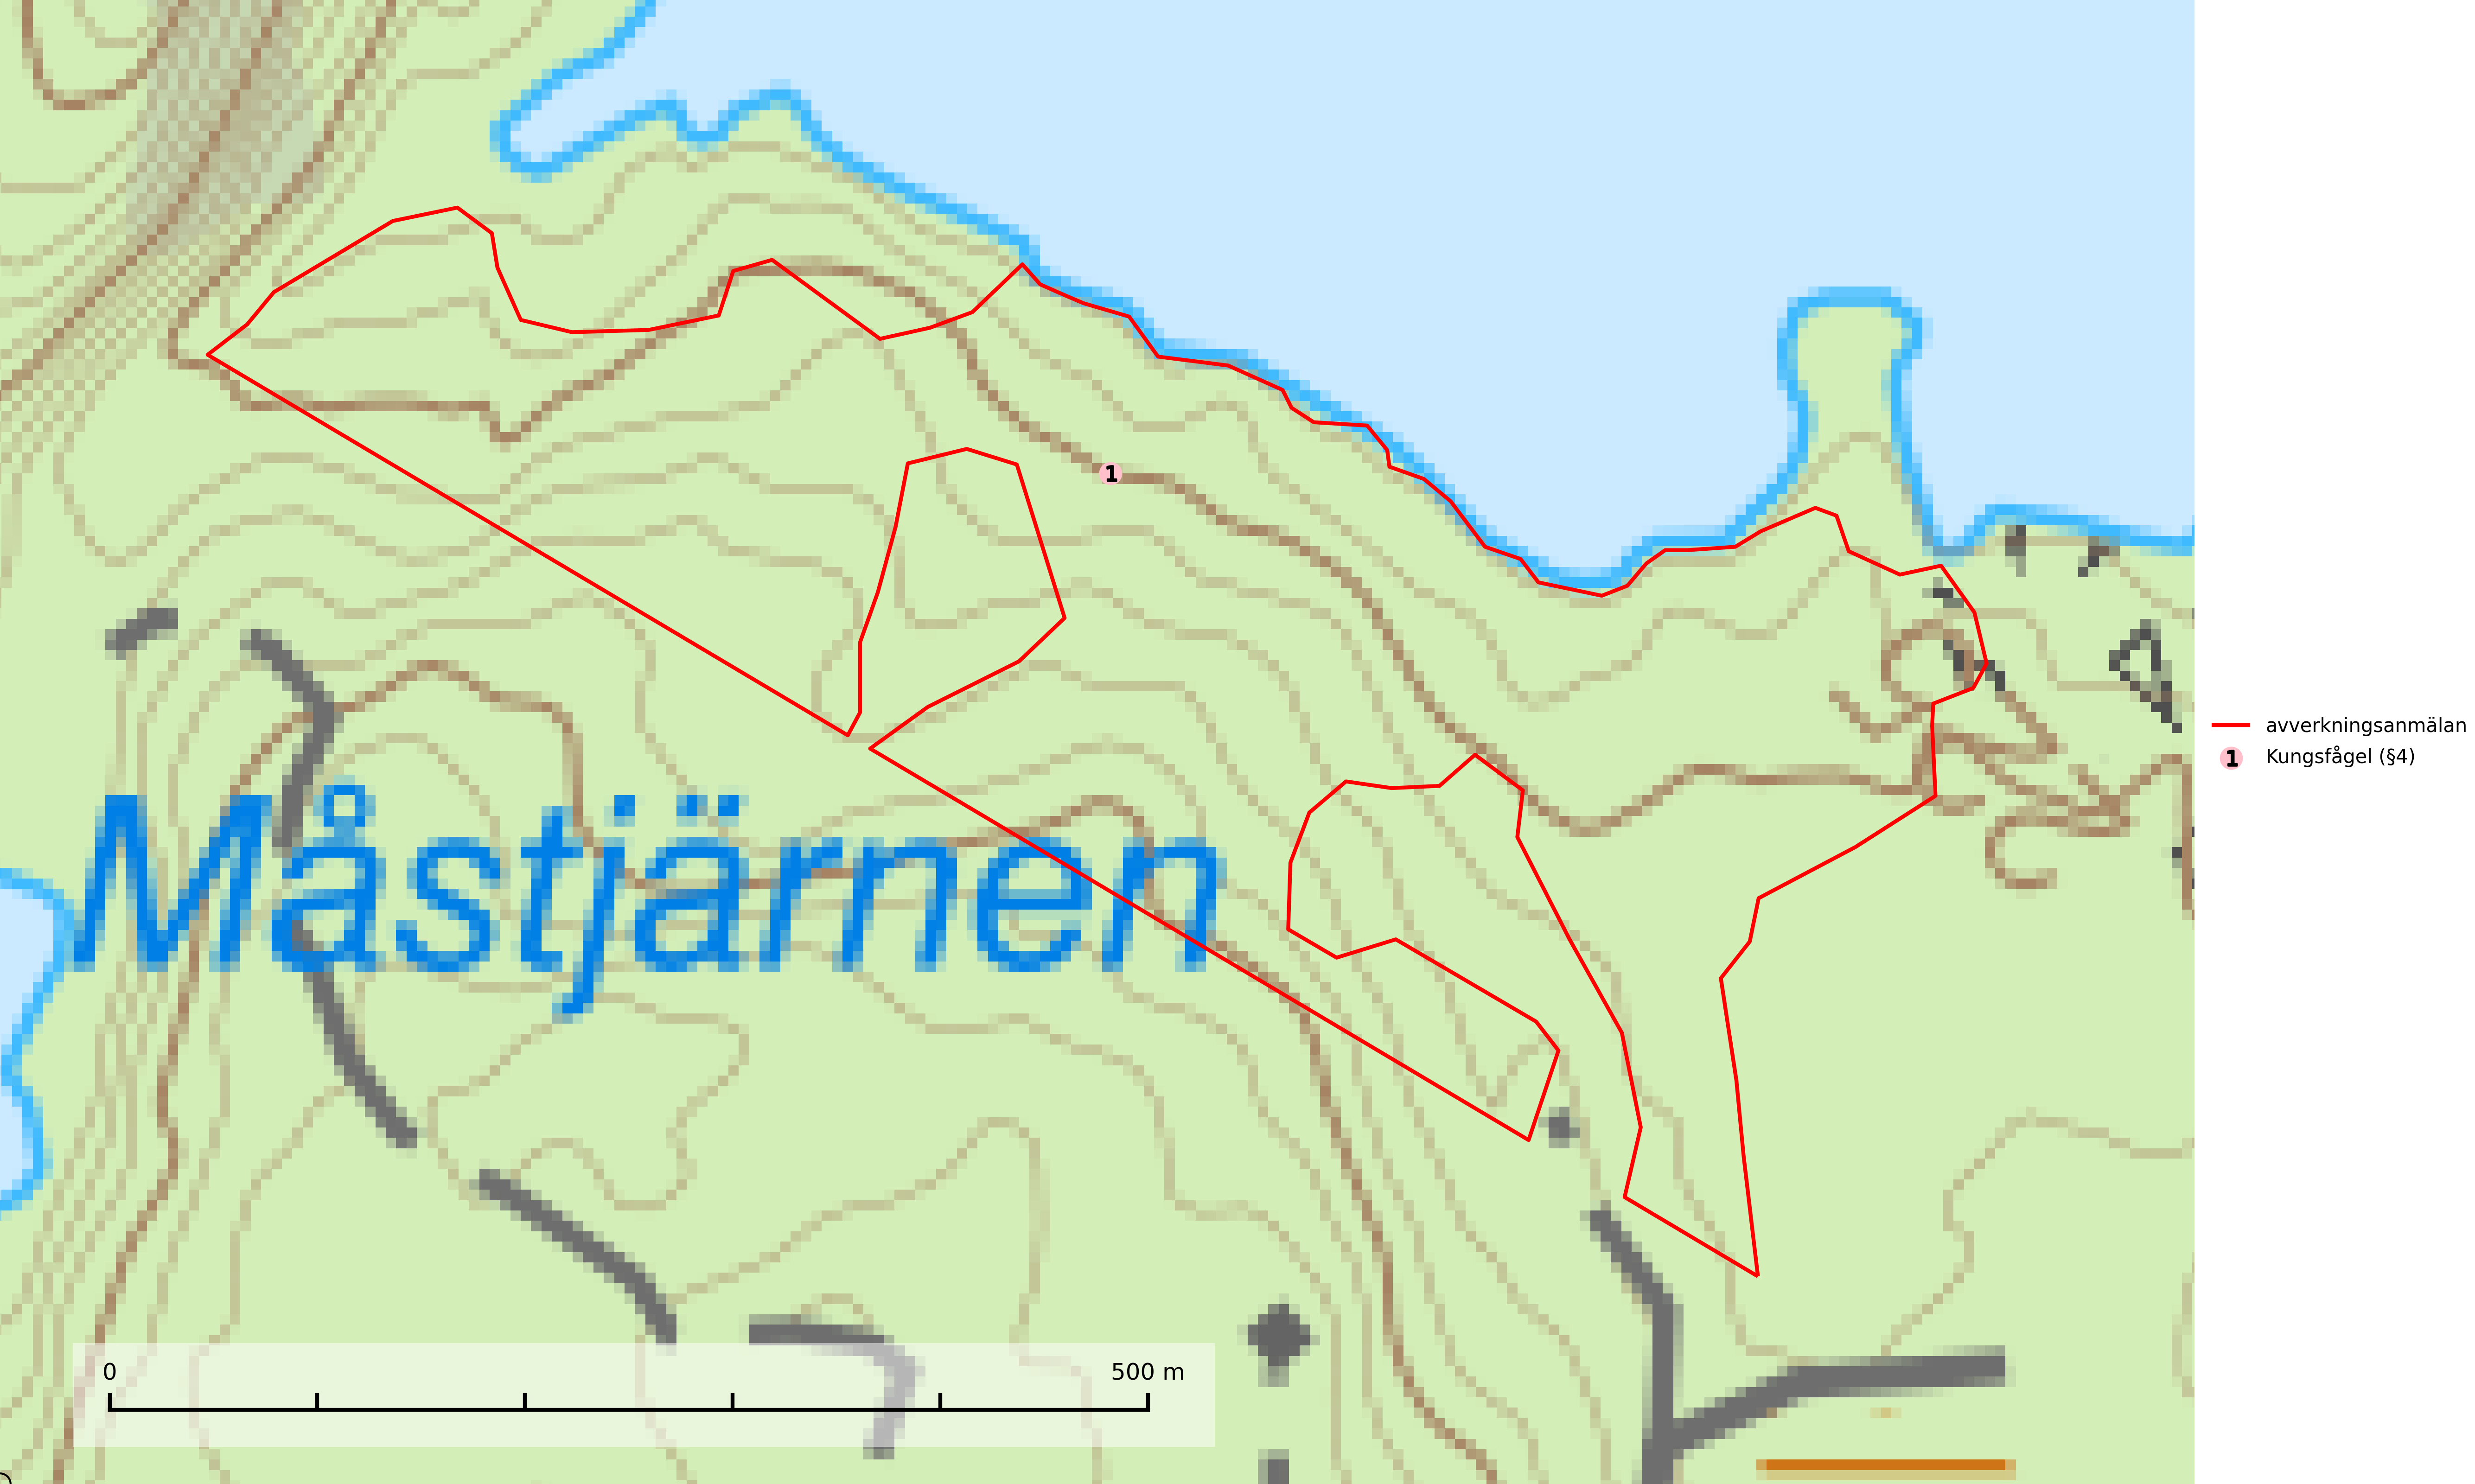 1
Måstjärnen
avverkningsanmälan
1 Kungsfågel (§4)
0 500 m